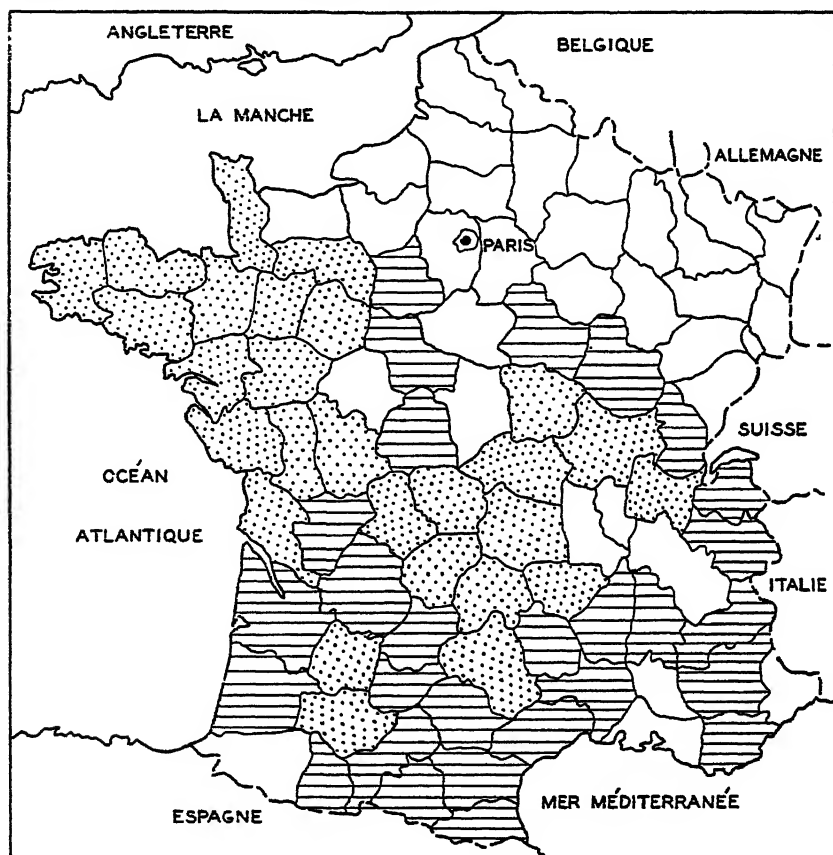 ANGLETERRE
BELGIQUE
LA MANCHE
ALLEMAGNE
PARIS
SUISSE
OCÉAN
ATLANTIQUE
ITALIE
MER MÉDITERRANÉE
ESPAGNE